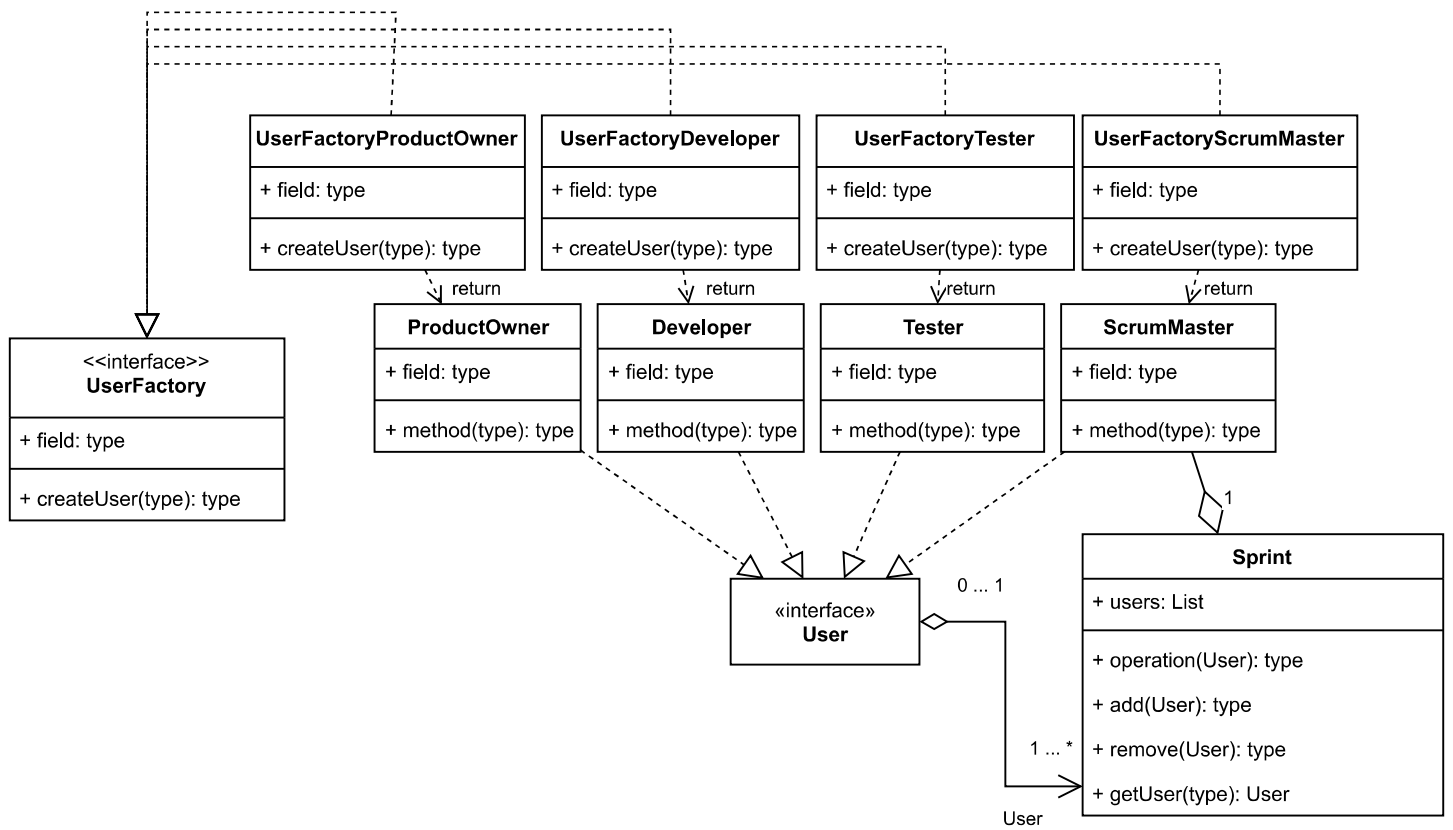 UserFactoryProductOwner
+ field: type
+ createUser(type): type
UserFactoryDeveloper
+ field: type
+ createUser(type): type
UserFactoryTester
+ field: type
+ createUser(type): type
UserFactoryScrumMaster
+ field: type
+ createUser(type): type
return
return
return
return
<<interface>>
UserFactory
+ field: type
+ createUser(type): type
ProductOwner
+ field: type
+ method(type): type
Developer
+ field: type
+ method(type): type
Tester
+ field: type
+ method(type): type
ScrumMaster
+ field: type
+ method(type): type
1
«interface»
User
0 ... 1
1 ... *
User
Sprint
+ users: List
+ operation(User): type
+ add(User): type
+ remove(User): type
+ getUser(type): User